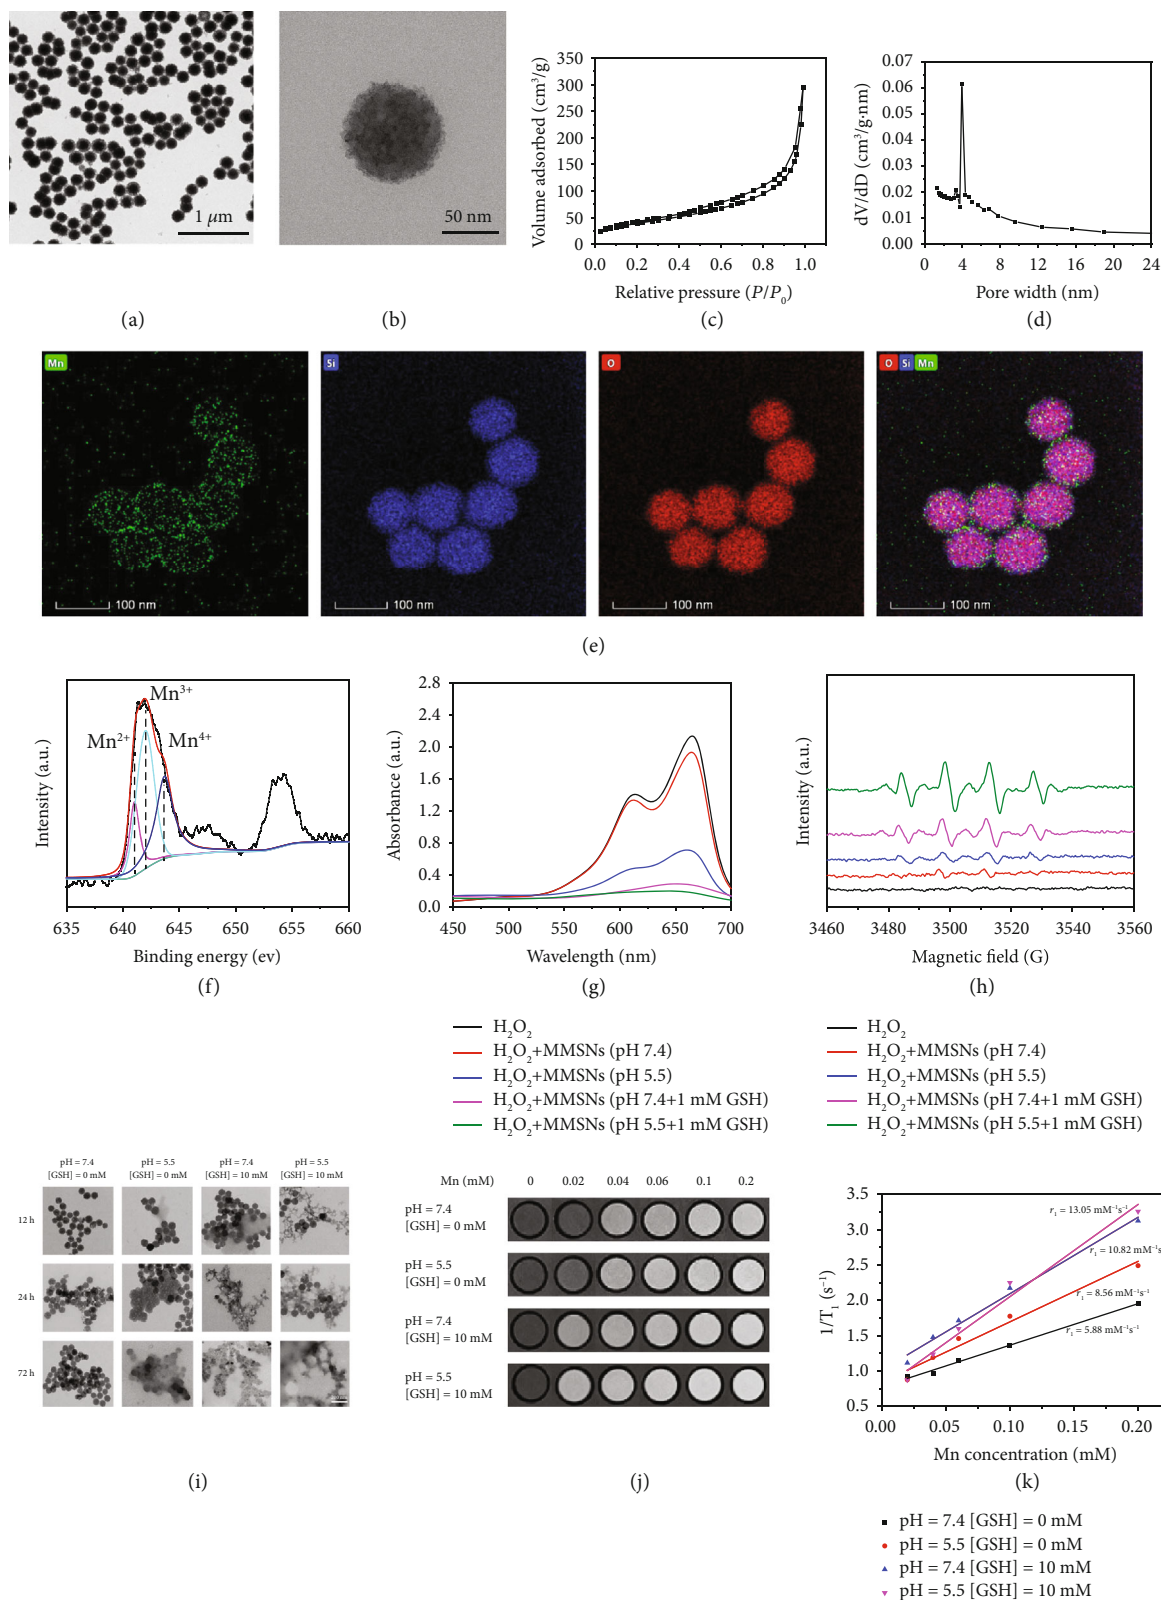 1 μm
(a)
50 nm
(b)
Volume adsorbed (cm³/g)
350
300
250
200
150
100
50
0
0.0 0.2 0.4 0.6 0.8 1.0
Relative pressure (P/P₀)
(c)
dV/dD (cm³/g·nm)
0.07
0.06
0.05
0.04
0.03
0.02
0.01
0.00
0 4 8 12 16 20 24
Pore width (nm)
(d)
Mn
100 nm
Si
100 nm
O
100 nm
O Si Mn
100 nm
(e)
Intensity (a.u.)
Mn³⁺
Mn²⁺
Mn⁴⁺
635 640 645 650 655 660
Binding energy (ev)
(f)
Absorbance (a.u.)
2.8
2.4
2.0
1.6
1.2
0.8
0.4
0.0
450 500 550 600 650 700
Wavelength (nm)
(g)
H₂O₂
H₂O₂+MMSNs (pH 7.4)
H₂O₂+MMSNs (pH 5.5)
H₂O₂+MMSNs (pH 7.4+1 mM GSH)
H₂O₂+MMSNs (pH 5.5+1 mM GSH)
Intensity (a.u.)
3460 3480 3500 3520 3540 3560
Magnetic field (G)
(h)
H₂O₂
H₂O₂+MMSNs (pH 7.4)
H₂O₂+MMSNs (pH 5.5)
H₂O₂+MMSNs (pH 7.4+1 mM GSH)
H₂O₂+MMSNs (pH 5.5+1 mM GSH)
pH = 7.4 pH = 5.5 pH = 7.4 pH = 5.5
[GSH] = 0 mM [GSH] = 0 mM [GSH] = 10 mM [GSH] = 10 mM
12 h
24 h
72 h
(i)
Mn (mM) 0 0.02 0.04 0.06 0.1 0.2
pH = 7.4
[GSH] = 0 mM
pH = 5.5
[GSH] = 0 mM
pH = 7.4
[GSH] = 10 mM
pH = 5.5
[GSH] = 10 mM
(j)
1/T₁ (s⁻¹)
3.5
3.0
2.5
2.0
1.5
1.0
0.5
r₁ = 13.05 mM⁻¹s⁻¹
r₁ = 10.82 mM⁻¹s
r₁ = 8.56 mM⁻¹s⁻¹
r₁ = 5.88 mM⁻¹s⁻¹
0.00 0.05 0.10 0.15 0.20
Mn concentration (mM)
(k)
pH = 7.4 [GSH] = 0 mM
pH = 5.5 [GSH] = 0 mM
pH = 7.4 [GSH] = 10 mM
pH = 5.5 [GSH] = 10 mM